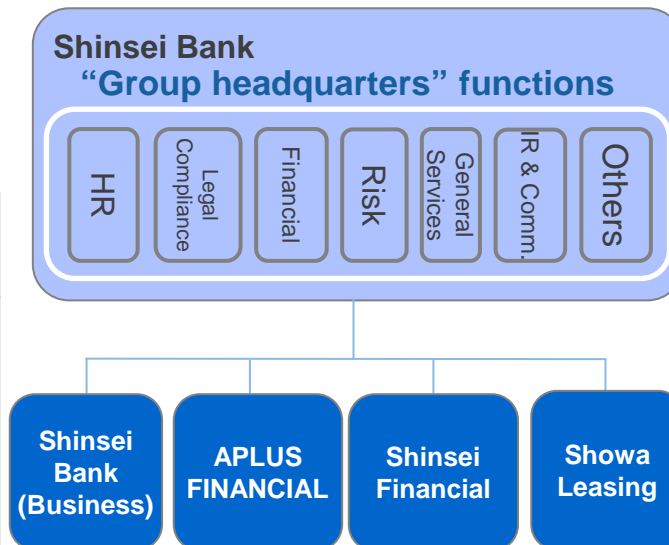 Shinsei Bank
“Group headquarters” functions
HR
Legal
Compliance
Financial
Risk
General
Services
IR & Comm.
Others
Shinsei
Bank
(Business)
APLUS
FINANCIAL
Shinsei
Financial
Showa
Leasing